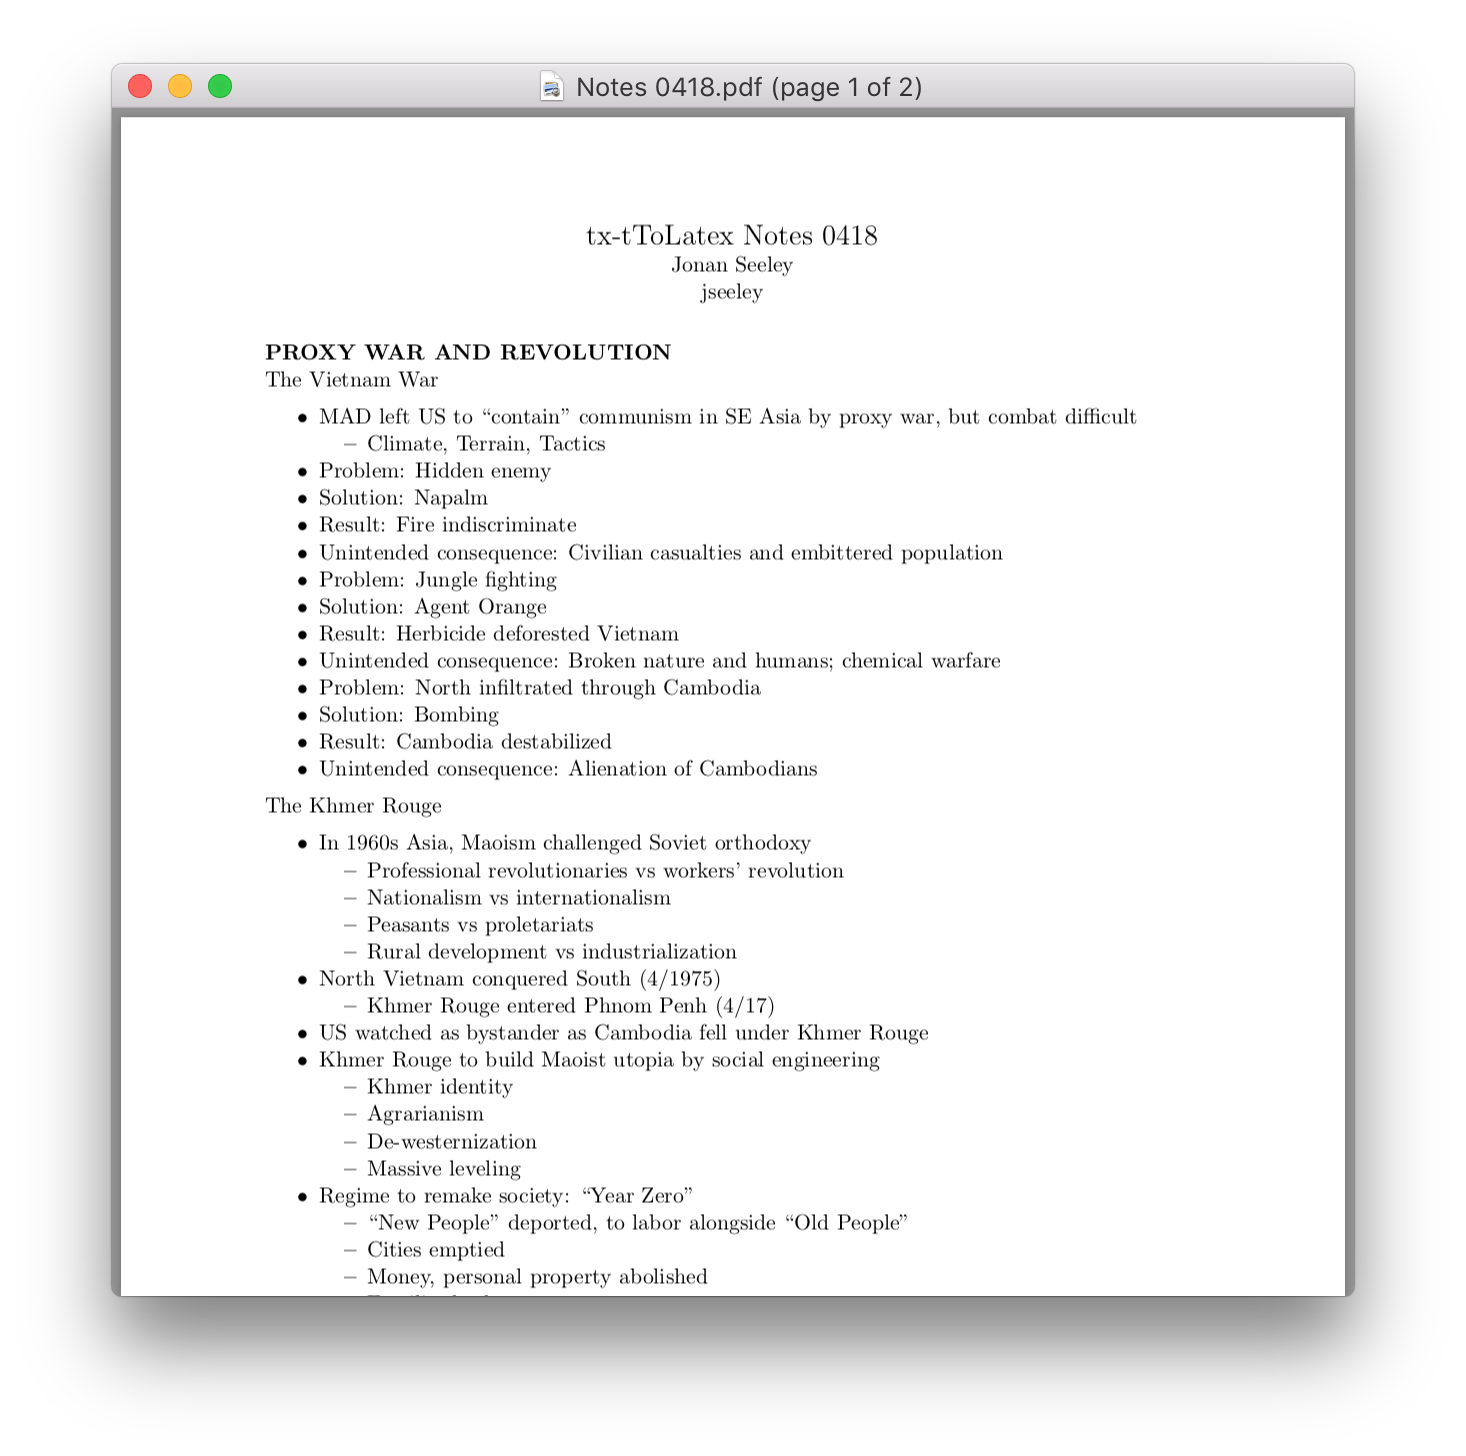 Notes 0418.pdf (page 1 of 2)
tx-tToLatex Notes 0418
Jonan Seeley
jseeley
PROXY WAR AND REVOLUTION
The Vietnam War
• MAD left US to “contain” communism in SE Asia by proxy war, but combat difficult
– Climate, Terrain, Tactics
• Problem: Hidden enemy
• Solution: Napalm
• Result: Fire indiscriminate
• Unintended consequence: Civilian casualties and embittered population
• Problem: Jungle fighting
• Solution: Agent Orange
• Result: Herbicide deforested Vietnam
• Unintended consequence: Broken nature and humans; chemical warfare
• Problem: North infiltrated through Cambodia
• Solution: Bombing
• Result: Cambodia destabilized
• Unintended consequence: Alienation of Cambodians
The Khmer Rouge
• In 1960s Asia, Maoism challenged Soviet orthodoxy
– Professional revolutionaries vs workers’ revolution
– Nationalism vs internationalism
– Peasants vs proletariats
– Rural development vs industrialization
• North Vietnam conquered South (4/1975)
– Khmer Rouge entered Phnom Penh (4/17)
• US watched as bystander as Cambodia fell under Khmer Rouge
• Khmer Rouge to build Maoist utopia by social engineering
– Khmer identity
– Agrarianism
– De-westernization
– Massive leveling
• Regime to remake society: “Year Zero”
– “New People” deported, to labor alongside “Old People”
– Cities emptied
– Money, personal property abolished